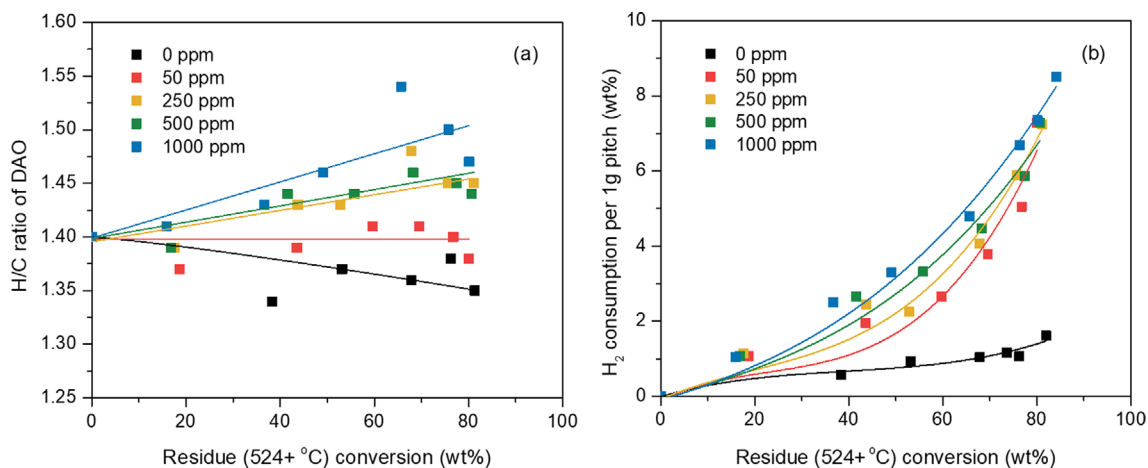 (a)
0 ppm
50 ppm
250 ppm
500 ppm
1000 ppm
1.60
1.55
1.50
1.45
1.40
1.35
1.30
1.25
H/C ratio of DAO
0 20 40 60 80 100
Residue (524+ °C) conversion (wt%)
(b)
0 ppm
50 ppm
250 ppm
500 ppm
1000 ppm
10
8
6
4
2
0
H₂ consumption per 1g pitch (wt%)
0 20 40 60 80 100
Residue (524+ °C) conversion (wt%)